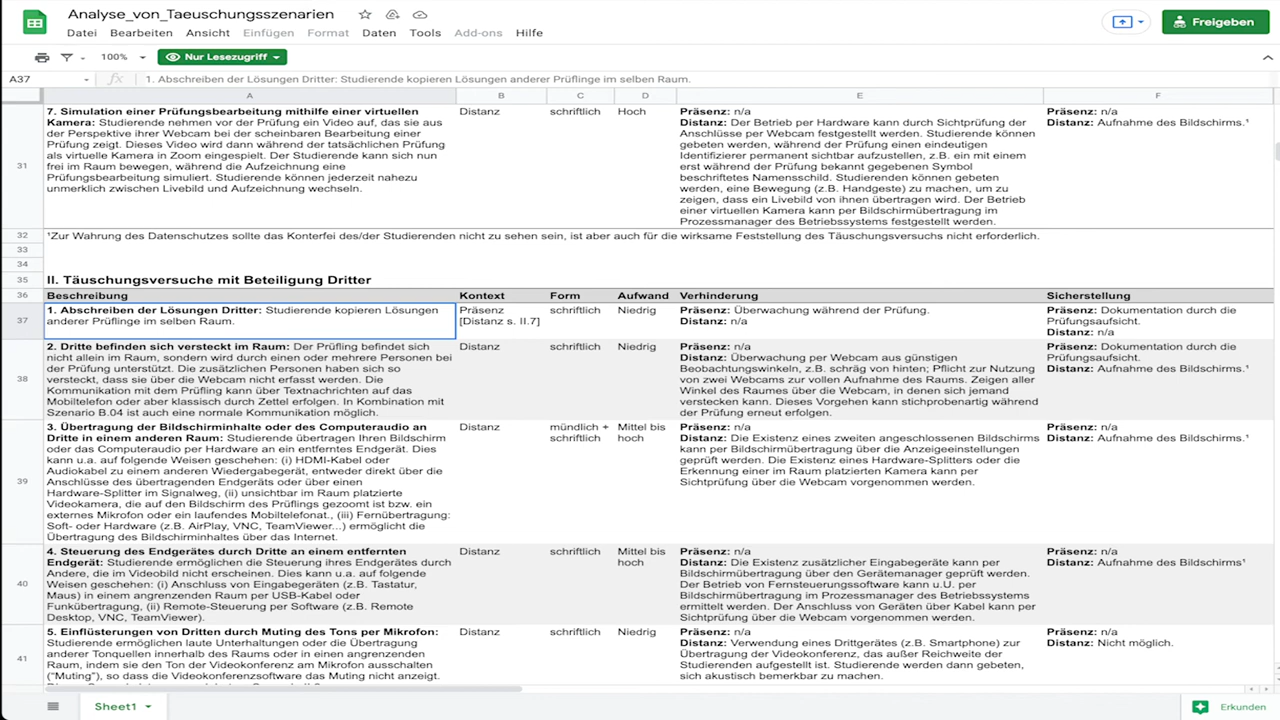 Analyse_von_Taeuschungsszenarien
Datei Bearbeiten Ansicht Einfügen Format Daten Tools Add-ons Hilfe
Freigeben
100% Nur Lesezugriff
A37 fx 1. Abschreiben der Lösungen Dritter: Studierende kopieren Lösungen anderer Prüflinge im selben Raum.
A B C D E F
31
7. Simulation einer Prüfungsbearbeitung mithilfe einer virtuellen
Kamera: Studierende nehmen vor der Prüfung ein Video auf, das sie aus
der Perspektive ihrer Webcam bei der scheinbaren Bearbeitung einer
Prüfung zeigt. Dieses Video wird dann während der tatsächlichen Prüfung
als virtuelle Kamera in Zoom eingespielt. Der Studierende kann sich nun
frei im Raum bewegen, während die Aufzeichnung eine
Prüfungsbearbeitung simuliert. Studierende können jederzeit nahezu
unmerklich zwischen Livebild und Aufzeichnung wechseln.
Distanz
schriftlich
Hoch
Präsenz: n/a
Distanz: Der Betrieb per Hardware kann durch Sichtprüfung der
Anschlüsse per Webcam festgestellt werden. Studierende können
gebeten werden, während der Prüfung einen eindeutigen
Identifizierer permanent sichtbar aufzustellen, z.B. ein mit einem
erst während der Prüfung bekannt gegebenen Symbol
beschriftetes Namensschild. Studierenden können gebeten
werden, eine Bewegung (z.B. Handgeste) zu machen, um zu
zeigen, dass ein Livebild von ihnen übertragen wird. Der Betrieb
einer virtuellen Kamera kann per Bildschirmübertragung im
Prozessmanager des Betriebssystems festgestellt werden.
Präsenz: n/a
Distanz: Aufnahme des Bildschirms.¹
32 ¹Zur Wahrung des Datenschutzes sollte das Konterfei des/der Studierenden nicht zu sehen sein, ist aber auch für die wirksame Feststellung des Täuschungsversuchs nicht erforderlich.
33
34
35 II. Täuschungsversuche mit Beteiligung Dritter
36 Beschreibung Kontext Form Aufwand Verhinderung Sicherstellung
37
1. Abschreiben der Lösungen Dritter: Studierende kopieren Lösungen
anderer Prüflinge im selben Raum.
Präsenz
[Distanz s. II.7]
schriftlich
Niedrig
Präsenz: Überwachung während der Prüfung.
Distanz: n/a
Präsenz: Dokumentation durch die
Prüfungsaufsicht.
Distanz: n/a
38
2. Dritte befinden sich versteckt im Raum: Der Prüfling befindet sich
nicht allein im Raum, sondern wird durch einen oder mehrere Personen bei
der Prüfung unterstützt. Die zusätzlichen Personen haben sich so
versteckt, dass sie über die Webcam nicht erfasst werden. Die
Kommunikation mit dem Prüfling kann über Textnachrichten auf das
Mobiltelefon oder aber klassisch durch Zettel erfolgen. In Kombination mit
Szenario B.04 ist auch eine normale Kommunikation möglich.
Distanz
schriftlich
Niedrig
Präsenz: n/a
Distanz: Überwachung per Webcam aus günstigen
Beobachtungswinkeln, z.B. schräg von hinten; Pflicht zur Nutzung
von zwei Webcams zur vollen Aufnahme des Raums. Zeigen aller
Winkel des Raumes über die Webcam, in denen sich jemand
verstecken kann. Dieses Vorgehen kann stichprobenartig während
der Prüfung erneut erfolgen.
Präsenz: Dokumentation durch die
Prüfungsaufsicht.
Distanz: Aufnahme des Bildschirms.¹
39
3. Übertragung der Bildschirminhalte oder des Computeraudio an
Dritte in einem anderen Raum: Studierende übertragen Ihren Bildschirm
oder das Computeraudio per Hardware an ein entferntes Endgerät. Dies
kann u.a. auf folgende Weisen geschehen: (i) HDMI-Kabel oder
Audiokabel zu einem anderen Wiedergabegerät, entweder direkt über die
Anschlüsse des übertragenden Endgeräts oder über einen
Hardware-Splitter im Signalweg, (ii) unsichtbar im Raum platzierte
Videokamera, die auf den Bildschirm des Prüflings gezoomt ist bzw. ein
externes Mikrofon oder ein laufendes Mobiltelefonat., (iii) Fernübertragung:
Soft- oder Hardware (z.B. AirPlay, VNC, TeamViewer...) ermöglicht die
Übertragung des Bildschirminhaltes über das Internet.
Distanz
mündlich +
schriftlich
Mittel bis
hoch
Präsenz: n/a
Distanz: Die Existenz eines zweiten angeschlossenen Bildschirms
kann per Bildschirmübertragung über die Anzeigeeinstellungen
geprüft werden. Die Existenz eines Hardware-Splitters oder die
Erkennung einer im Raum platzierten Kamera kann per
Sichtprüfung über die Webcam vorgenommen werden.
Präsenz: n/a
Distanz: Aufnahme des Bildschirms.¹
40
4. Steuerung des Endgerätes durch Dritte an einem entfernten
Endgerät: Studierende ermöglichen die Steuerung ihres Endgerätes durch
Andere, die im Videobild nicht erscheinen. Dies kann u.a. auf folgende
Weisen geschehen: (i) Anschluss von Eingabegeräten (z.B. Tastatur,
Maus) in einem angrenzenden Raum per USB-Kabel oder
Funkübertragung, (ii) Remote-Steuerung per Software (z.B. Remote
Desktop, VNC, TeamViewer).
Distanz
schriftlich
Mittel bis
hoch
Präsenz: n/a
Distanz: Die Existenz zusätzlicher Eingabegeräte kann per
Bildschirmübertragung über den Gerätemanager geprüft werden.
Der Betrieb von Fernsteuerungssoftware kann u.U. per
Bildschirmübertragung im Prozessmanager des Betriebssystems
ermittelt werden. Der Anschluss von Geräten über Kabel kann per
Sichtprüfung über die Webcam vorgenommen werden.
Präsenz: n/a
Distanz: Aufnahme des Bildschirms¹
41
5. Einflüsterungen von Dritten durch Muting des Tons per Mikrofon:
Studierende ermöglichen laute Unterhaltungen oder die Übertragung
anderer Tonquellen innerhalb des Raums oder in einen angrenzenden
Raum, indem sie den Ton der Videokonferenz am Mikrofon ausschalten
("Muting"), so dass die Videokonferenzsoftware das Muting nicht anzeigt.
Distanz
schriftlich
Niedrig
Präsenz: n/a
Distanz: Verwendung eines Drittgerätes (z.B. Smartphone) zur
Übertragung der Videokonferenz, das außer Reichweite der
Studierenden aufgestellt ist. Studierende werden dann gebeten,
sich akustisch bemerkbar zu machen.
Präsenz: n/a
Distanz: Nicht möglich.
Sheet1
Erkunden